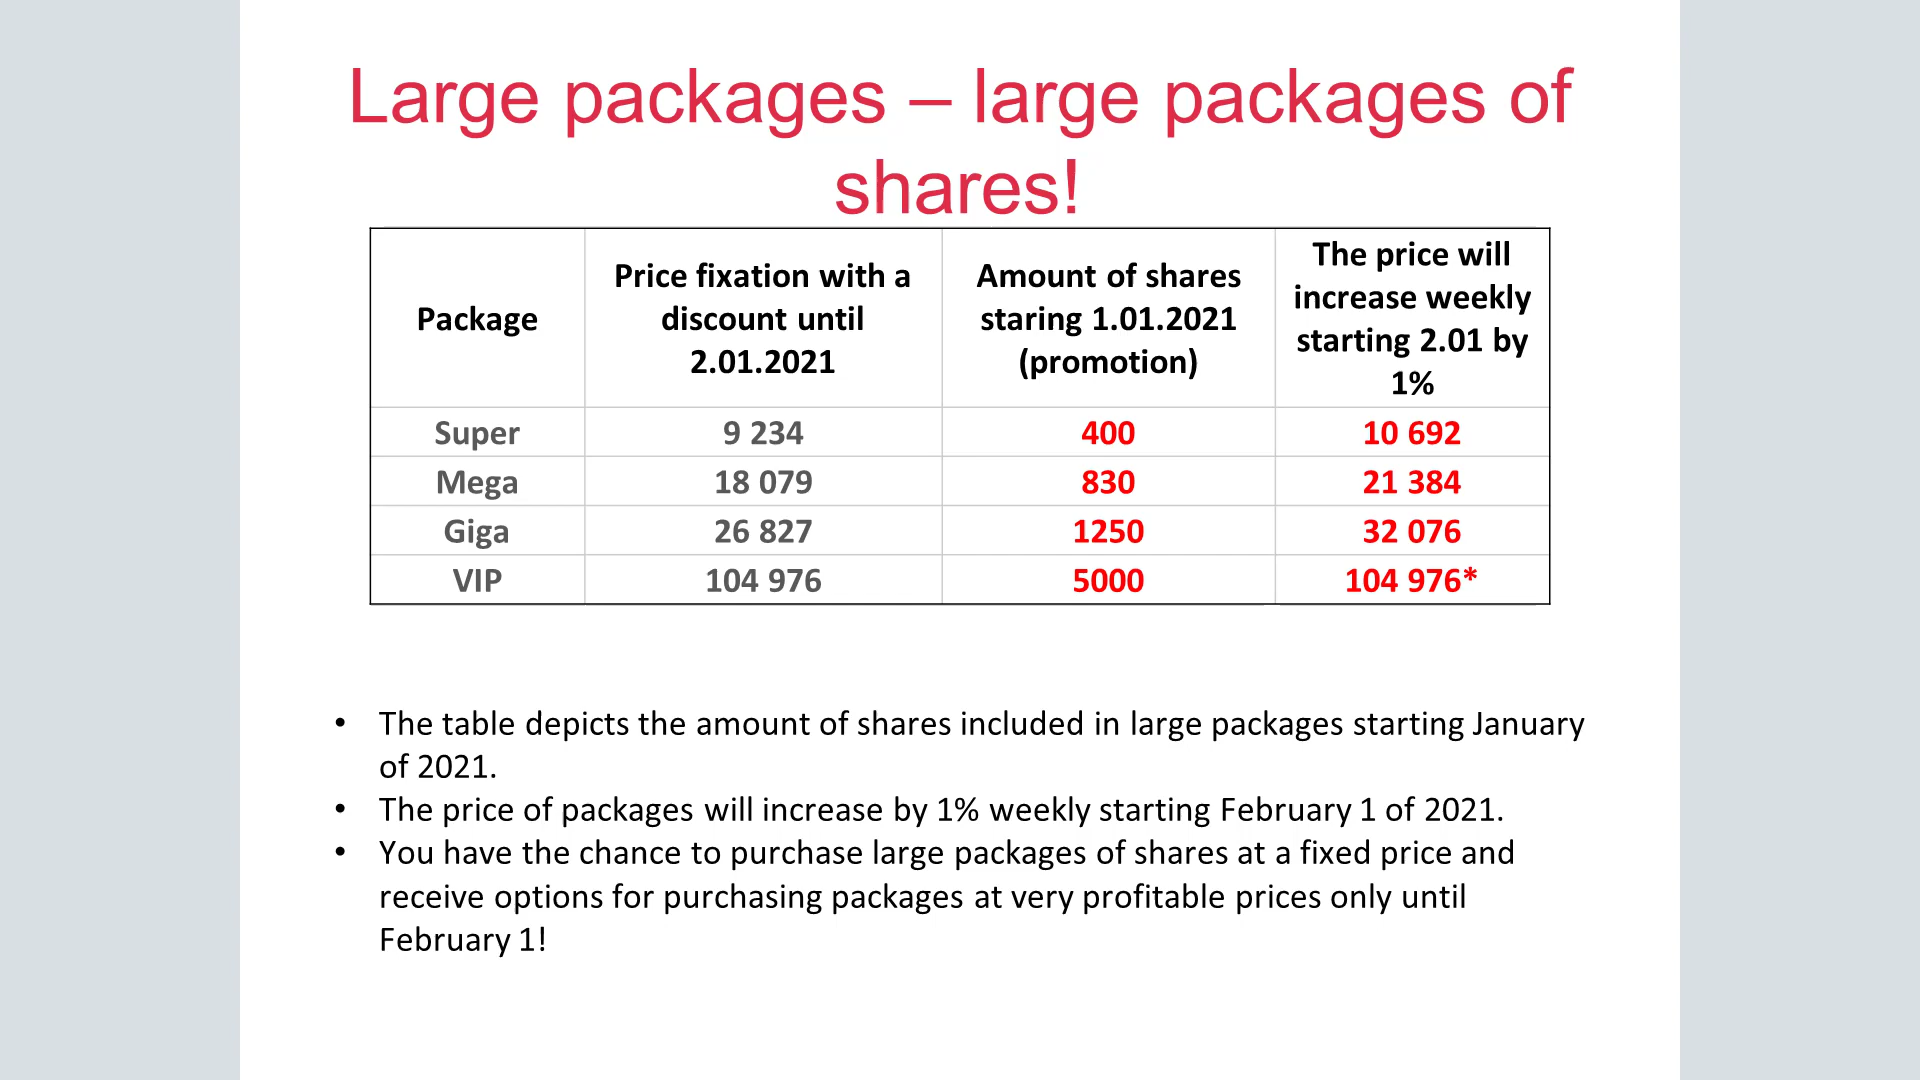 Large packages – large packages of
shares!
Package
Price fixation with a
discount until
2.01.2021
Amount of shares
staring 1.01.2021
(promotion)
The price will
increase weekly
starting 2.01 by
1%
Super 9 234 400 10 692
Mega 18 079 830 21 384
Giga 26 827 1250 32 076
VIP 104 976 5000 104 976*
• The table depicts the amount of shares included in large packages starting January
of 2021.
• The price of packages will increase by 1% weekly starting February 1 of 2021.
• You have the chance to purchase large packages of shares at a fixed price and
receive options for purchasing packages at very profitable prices only until
February 1!